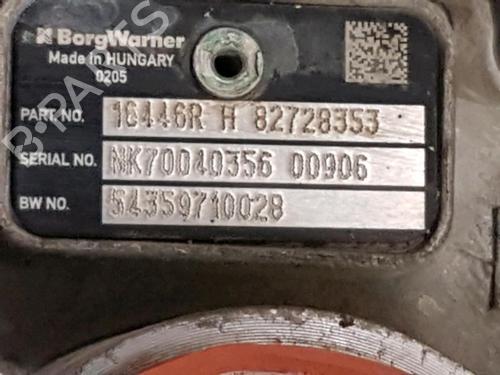 BorgWarner
Made in HUNGARY
0205
PART NO. 16446R H 82728353
SERIAL NO. NK70040356 00906
BW NO. 54359710028
B-PARTS